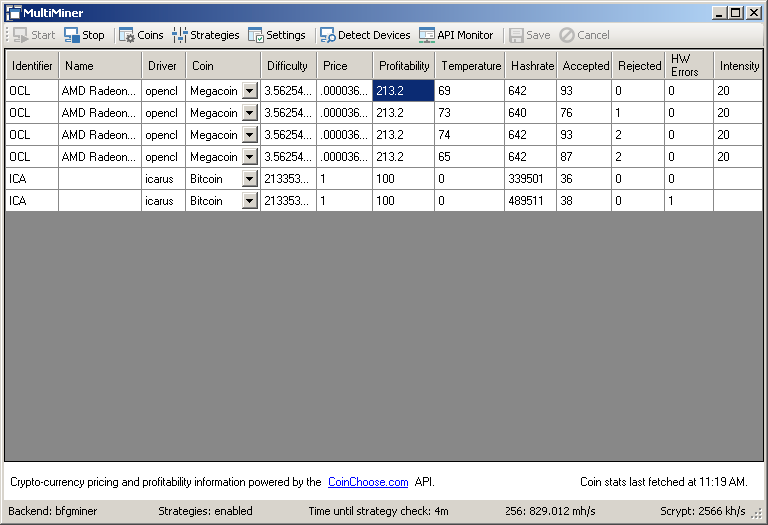 MultiMiner
Start Stop Coins Strategies Settings Detect Devices API Monitor Save Cancel
Identifier Name Driver Coin Difficulty Price Profitability Temperature Hashrate Accepted Rejected HW Errors Intensity
OCL AMD Radeon... opencl Megacoin 3.56254... .000036... 213.2 69 642 93 0 0 20
OCL AMD Radeon... opencl Megacoin 3.56254... .000036... 213.2 73 640 76 1 0 20
OCL AMD Radeon... opencl Megacoin 3.56254... .000036... 213.2 74 642 93 2 0 20
OCL AMD Radeon... opencl Megacoin 3.56254... .000036... 213.2 65 642 87 2 0 20
ICA icarus Bitcoin 213353... 1 100 0 339501 36 0 0
ICA icarus Bitcoin 213353... 1 100 0 489511 38 0 1
Crypto-currency pricing and profitability information powered by the CoinChoose.com API. Coin stats last fetched at 11:19 AM.
Backend: bfgminer Strategies: enabled Time until strategy check: 4m 256: 829.012 mh/s Scrypt: 2566 kh/s